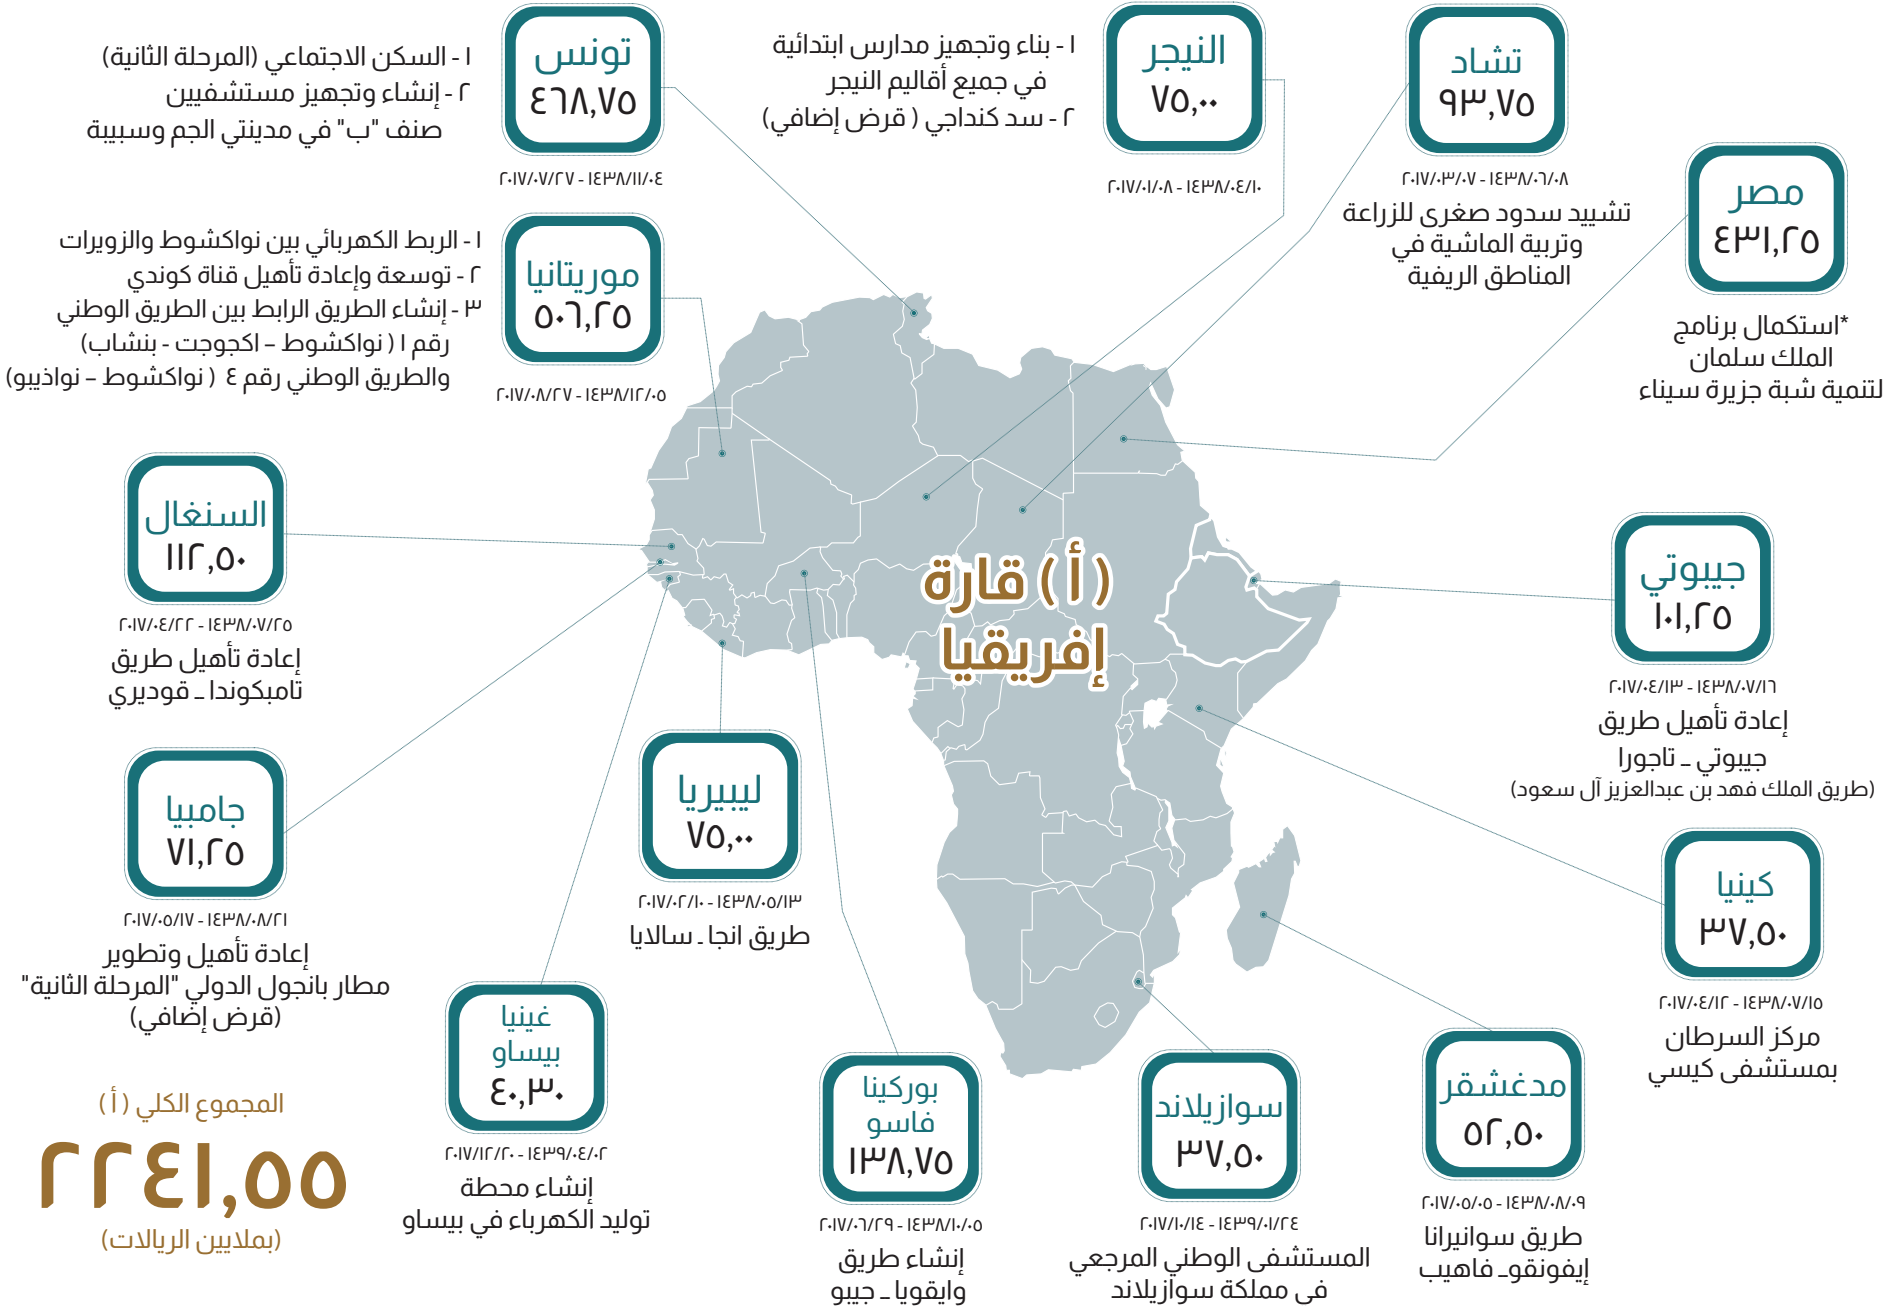 تونس
٤٦٨,٧٥
١٤٣٨/١١/٠٤ - ٢٠١٧/٠٧/٢٧
١ - السكن الاجتماعي (المرحلة الثانية)
٢ - إنشاء وتجهيز مستشفيين
صنف "ب" في مدينتي الجم وسبيبة
النيجر
٧٥,٠٠
١٤٣٨/٠٤/١٠ - ٢٠١٧/٠١/٠٨
١ - بناء وتجهيز مدارس ابتدائية
في جميع أقاليم النيجر
٢ - سد كنداجي ( قرض إضافي)
تشاد
٩٣,٧٥
١٤٣٨/٠٦/٠٨ - ٢٠١٧/٠٣/٠٧
تشييد سدود صغرى للزراعة
وتربية الماشية في
المناطق الريفية
مصر
٤٣١,٢٥
*استكمال برنامج
الملك سلمان
لتنمية شبة جزيرة سيناء
موريتانيا
٥٠٦,٢٥
١٤٣٨/١٢/٠٥ - ٢٠١٧/٠٨/٢٧
١ - الربط الكهربائي بين نواكشوط والزويرات
٢ - توسعة وإعادة تأهيل قناة كوندي
٣ - إنشاء الطريق الرابط بين الطريق الوطني
رقم ١ ( نواكشوط – اكجوجت - بنشاب)
والطريق الوطني رقم ٤ ( نواكشوط – نواذيبو)
السنغال
١١٢,٥٠
١٤٣٨/٠٧/٢٥ - ٢٠١٧/٠٤/٢٢
إعادة تأهيل طريق
تامبكوندا ـ قوديري
( أ ) قارة
إفريقيا
جيبوتي
١٠١,٢٥
١٤٣٨/٠٧/١٦ - ٢٠١٧/٠٤/١٣
إعادة تأهيل طريق
جيبوتي ـ تاجورا
(طريق الملك فهد بن عبدالعزيز آل سعود)
جامبيا
٧١,٢٥
١٤٣٨/٠٨/٢١ - ٢٠١٧/٠٥/١٧
إعادة تأهيل وتطوير
مطار بانجول الدولي "المرحلة الثانية"
(قرض إضافي)
ليبيريا
٧٥,٠٠
١٤٣٨/٠٥/١٣ - ٢٠١٧/٠٢/١٠
طريق انجا ـ سالايا
كينيا
٣٧,٥٠
١٤٣٨/٠٧/١٥ - ٢٠١٧/٠٤/١٢
مركز السرطان
بمستشفى كيسي
غينيا
بيساو
٤٠,٣٠
١٤٣٩/٠٤/٠٢ - ٢٠١٧/١٢/٢٠
إنشاء محطة
توليد الكهرباء في بيساو
بوركينا
فاسو
١٣٨,٧٥
١٤٣٨/١٠/٠٥ - ٢٠١٧/٠٦/٢٩
إنشاء طريق
وايقويا ـ جيبو
سوازيلاند
٣٧,٥٠
١٤٣٩/٠١/٢٤ - ٢٠١٧/١٠/١٤
المستشفى الوطني المرجعي
فى مملكة سوازيلاند
مدغشقر
٥٢,٥٠
١٤٣٨/٠٨/٠٩ - ٢٠١٧/٠٥/٠٥
طريق سوانيرانا
إيفونقوـ فاهيب
المجموع الكلي ( أ )
٢٢٤١,٥٥
(بملايين الريالات)